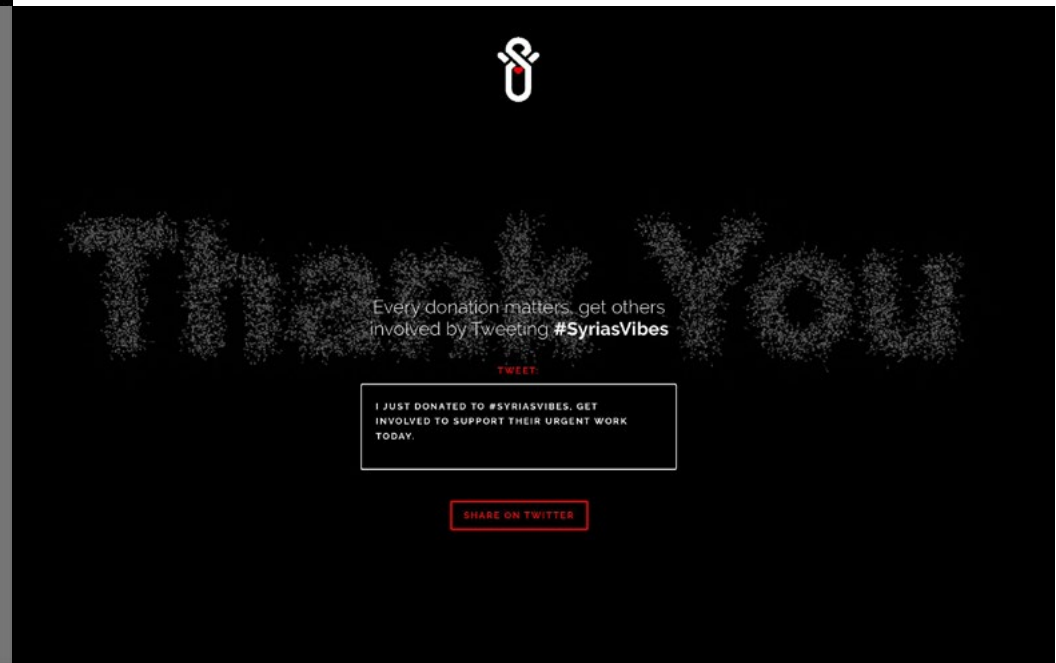 Thank You
Every donation matters, get others
involved by Tweeting #SyriasVibes
TWEET:
I JUST DONATED TO #SYRIASVIBES, GET
INVOLVED TO SUPPORT THEIR URGENT WORK
TODAY.
SHARE ON TWITTER